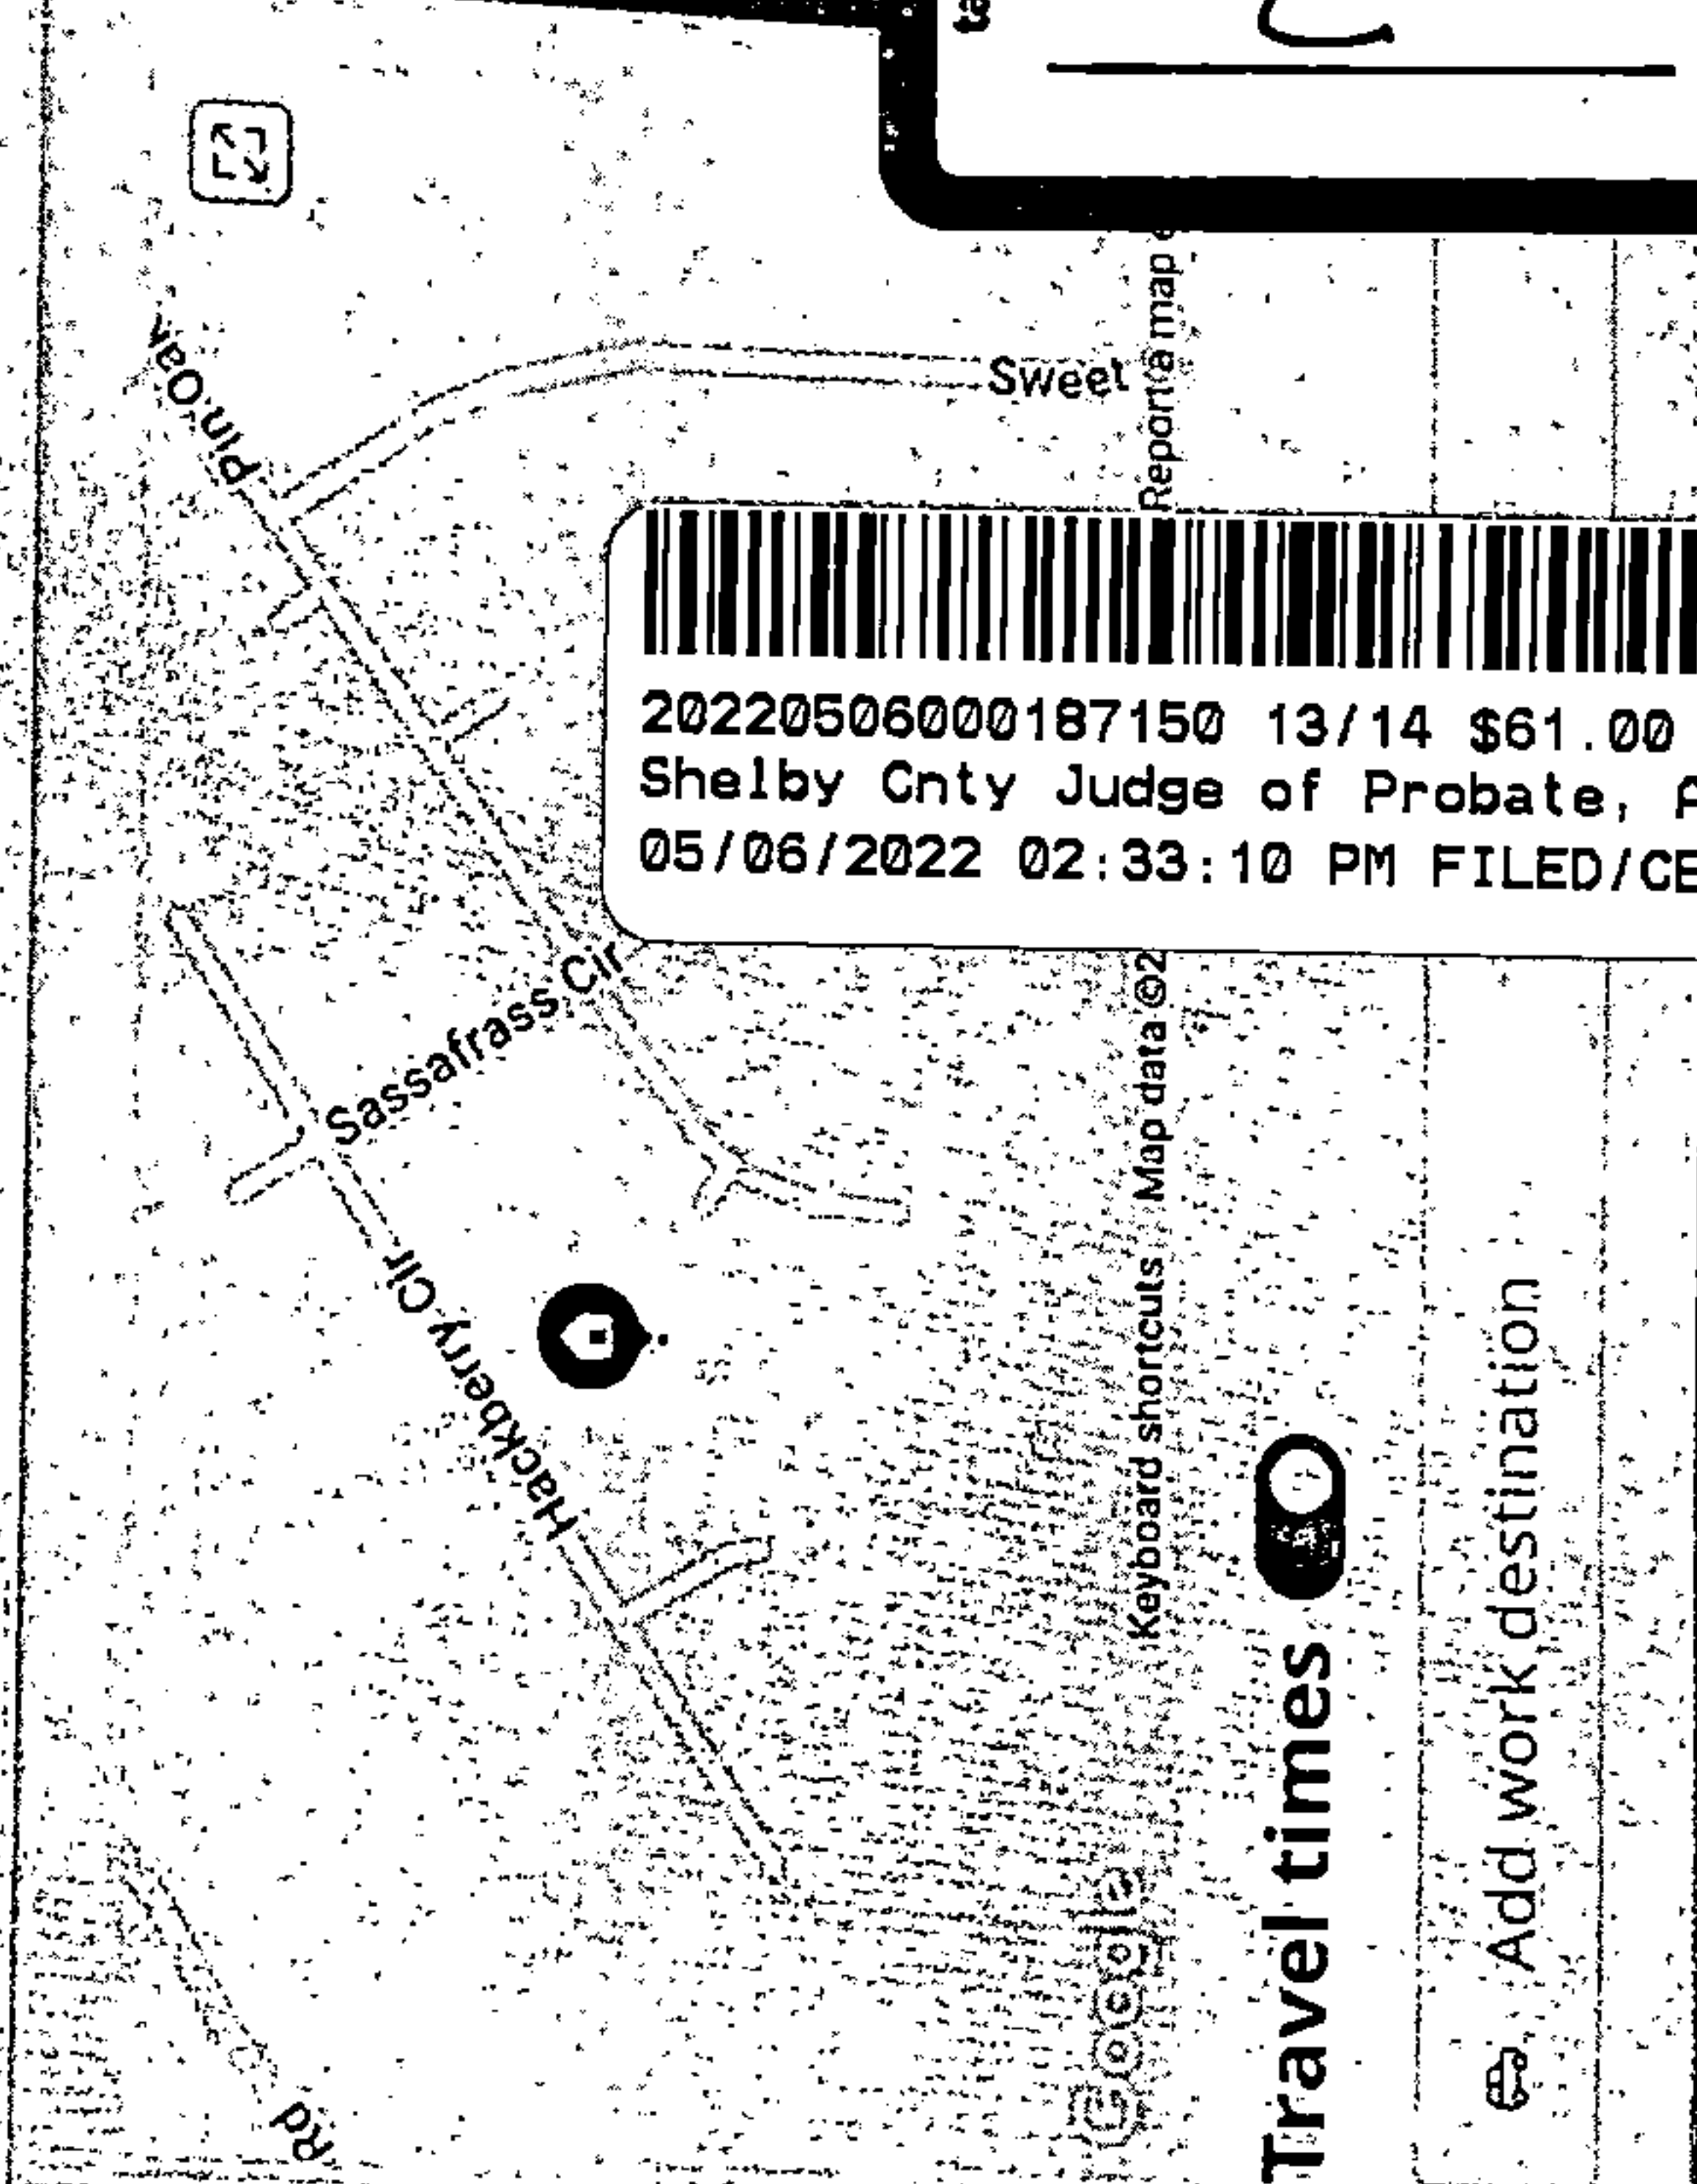 Pin Oak
Sweet
Report a map
20220506000187150 13/14 $61.00
Shelby Cnty Judge of Probate,
05/06/2022 02:33:10 PM FILED/CE
Sassafrass Cir
Hackberry Cir
Rd
Google
Keyboard shortcuts Map data ©2
Travel times
Add work destination